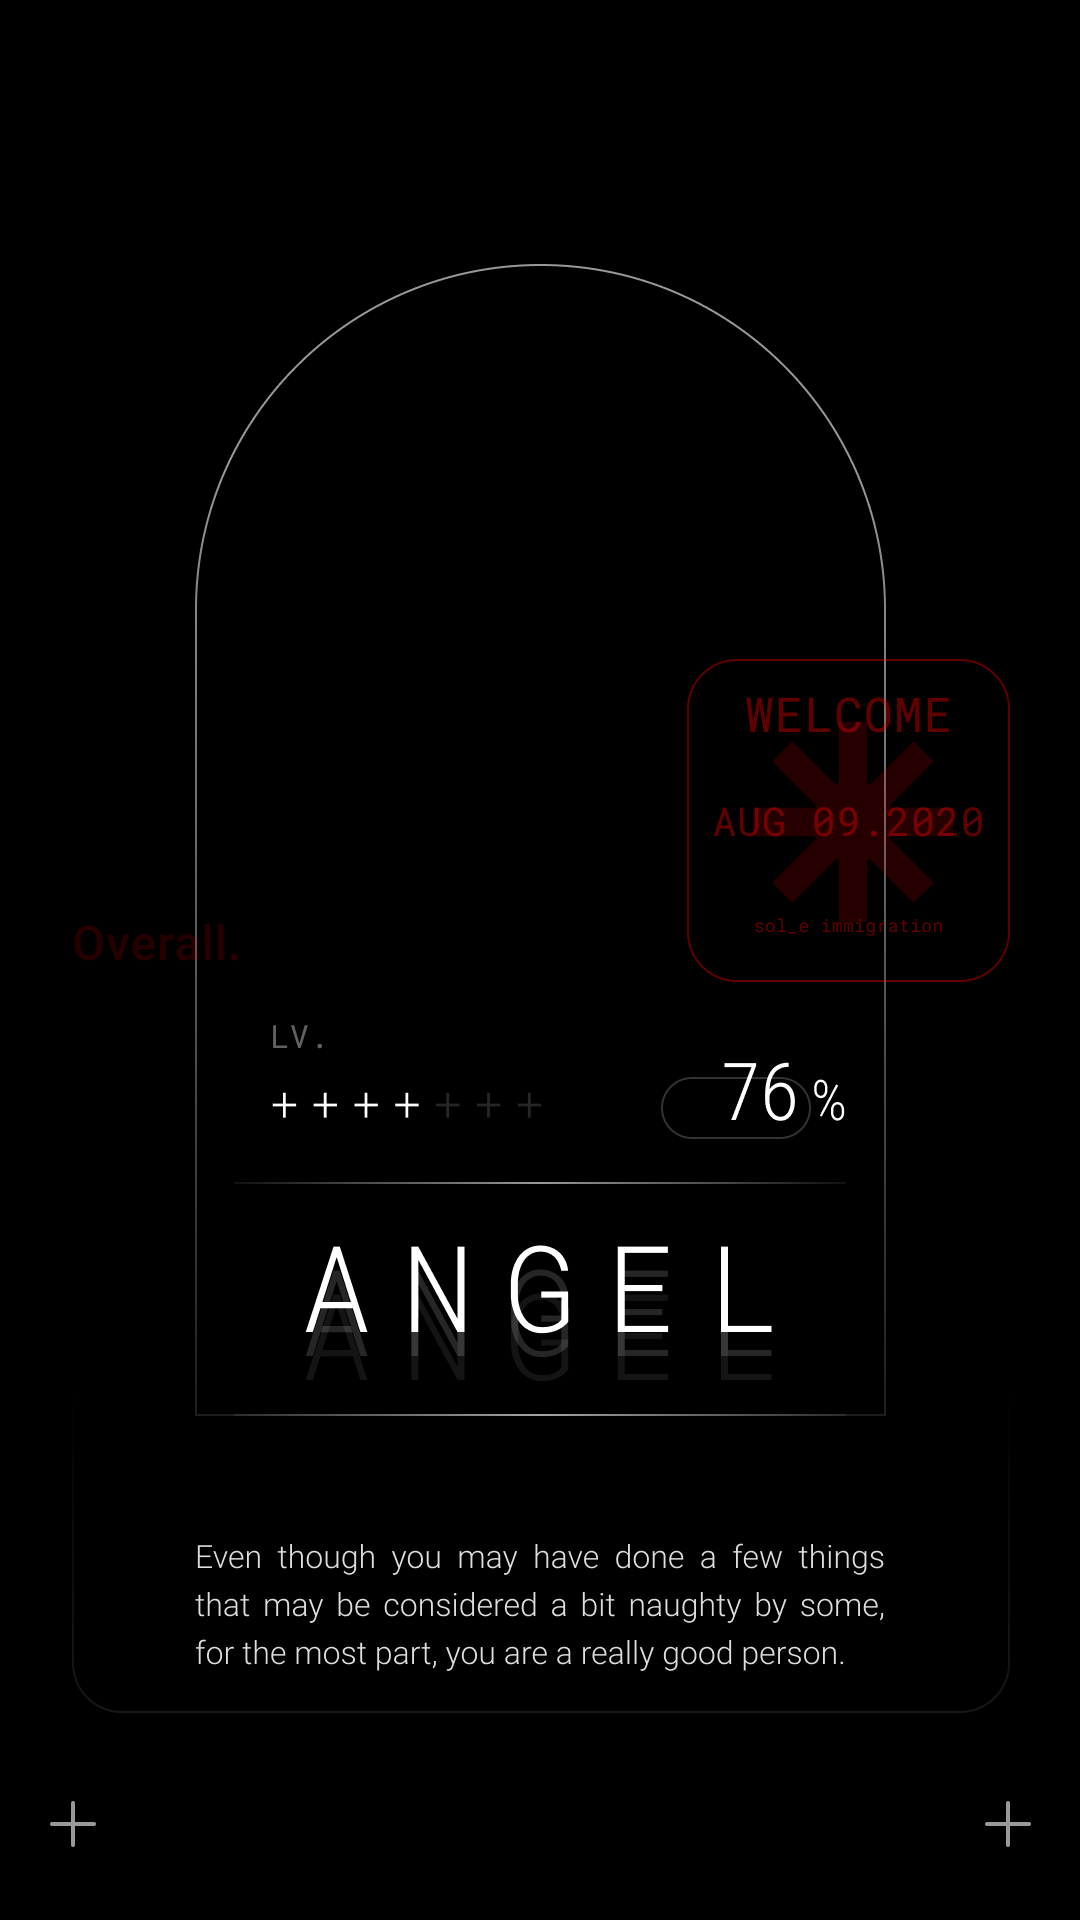 WELCOME
AUG 09.2020
sol_e immigration
Overall.
LV.
+++++++
76%
ANGEL
Even though you may have done a few things
that may be considered a bit naughty by some,
for the most part, you are a really good person.